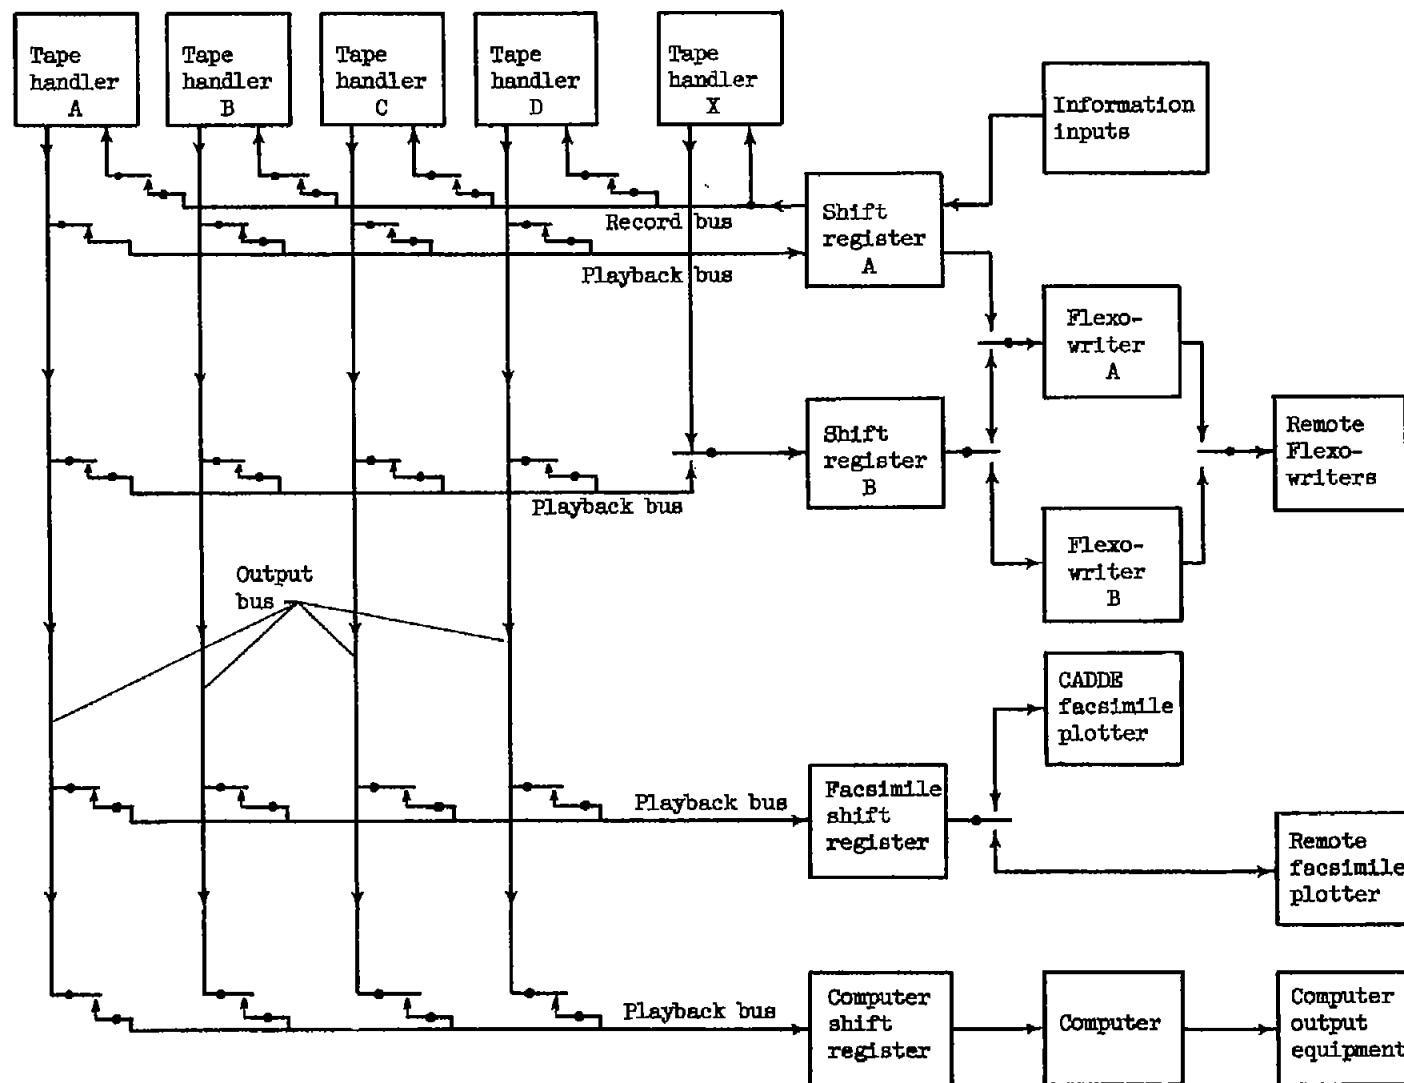 Tape
handler
A
Tape
handler
B
Tape
handler
C
Tape
handler
D
Tape
handler
X
Information
inputs
Record bus
Shift
register
A
Playback bus
Flexo-
writer
A
Shift
register
B
Remote
Flexo-
writers
Playback bus
Flexo-
writer
B
Output
bus
CADDE
facsimile
plotter
Playback bus
Facsimile
shift
register
Remote
facsimile
plotter
Playback bus
Computer
shift
register
Computer
Computer
output
equipment